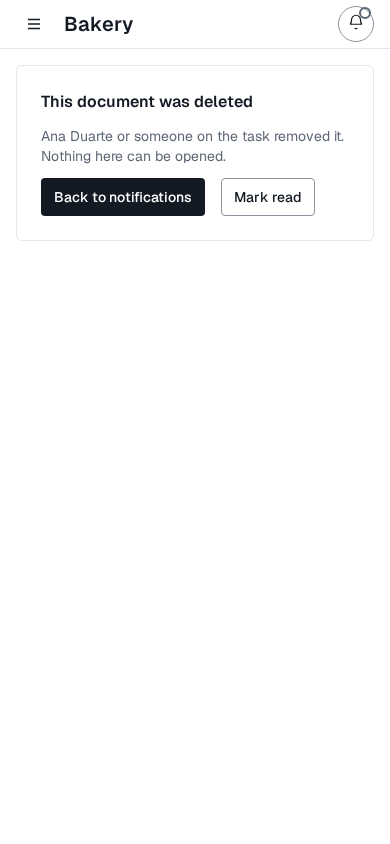 Bakery
This document was deleted
Ana Duarte or someone on the task removed it.
Nothing here can be opened.
Back to notifications
Mark read